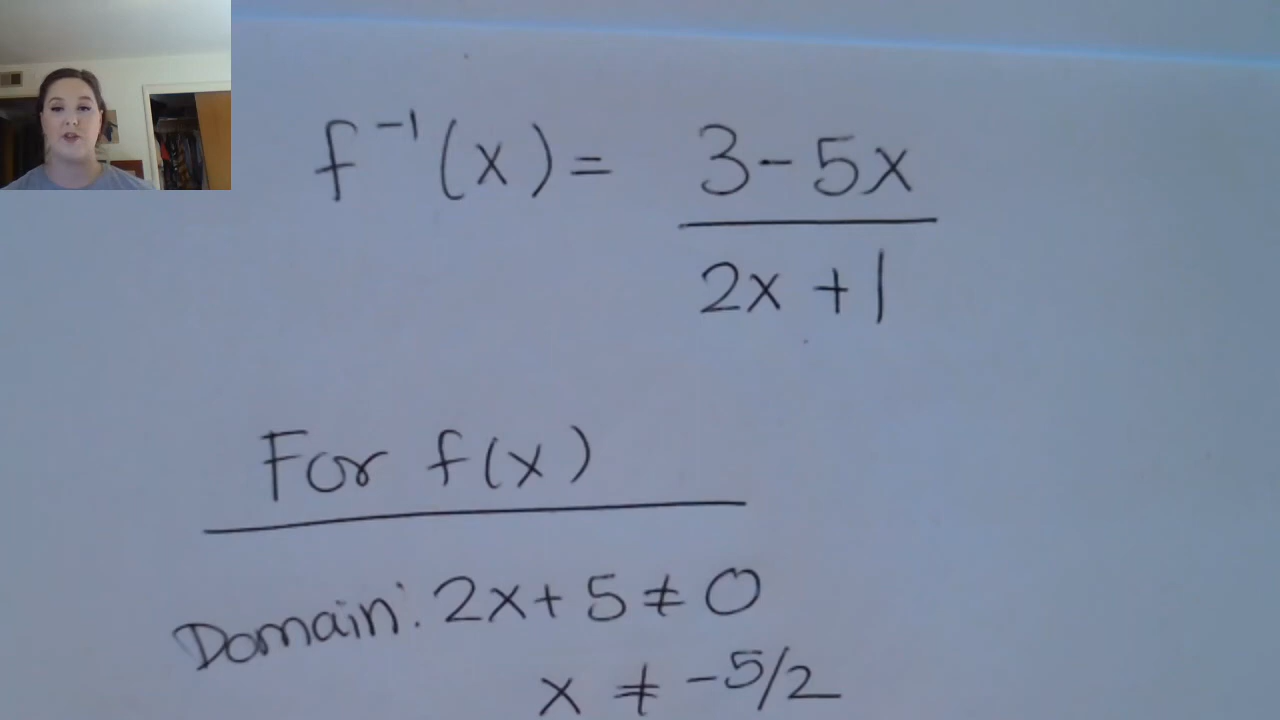 f⁻¹(x) = 3-5x
2x + 1
For f(x)
Domain: 2x + 5 ≠ 0
x ≠ -5/2